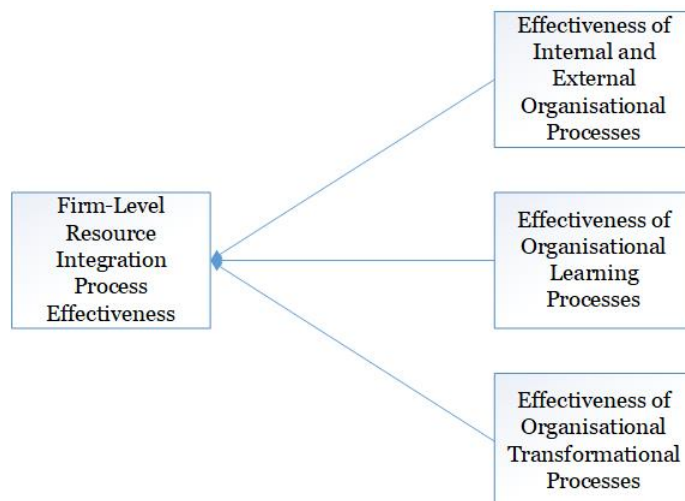 Effectiveness of
Internal and
External
Organisational
Processes
Firm-Level
Resource
Integration
Process
Effectiveness
Effectiveness of
Organisational
Learning
Processes
Effectiveness of
Organisational
Transformational
Processes